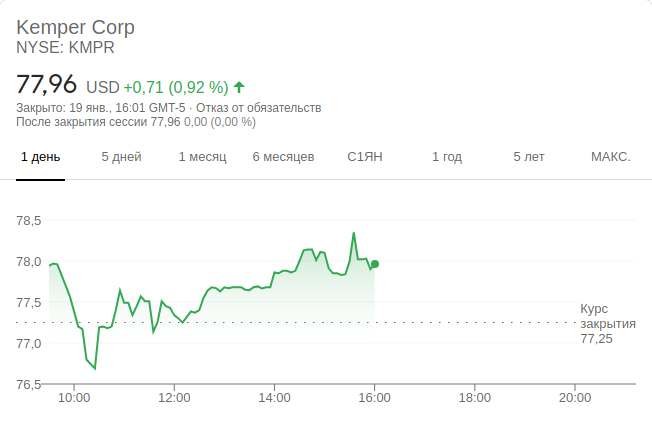 Kemper Corp
NYSE: KMPR
77,96 USD +0,71 (0,92 %)
Закрыто: 19 янв., 16:01 GMT-5 · Отказ от обязательств
После закрытия сессии 77,96 0,00 (0,00 %)
1 день 5 дней 1 месяц 6 месяцев С1ЯН 1 год 5 лет МАКС.
78,5
78,0
77,5
Курс
закрытия
77,25
77,0
76,5
10:00 12:00 14:00 16:00 18:00 20:00